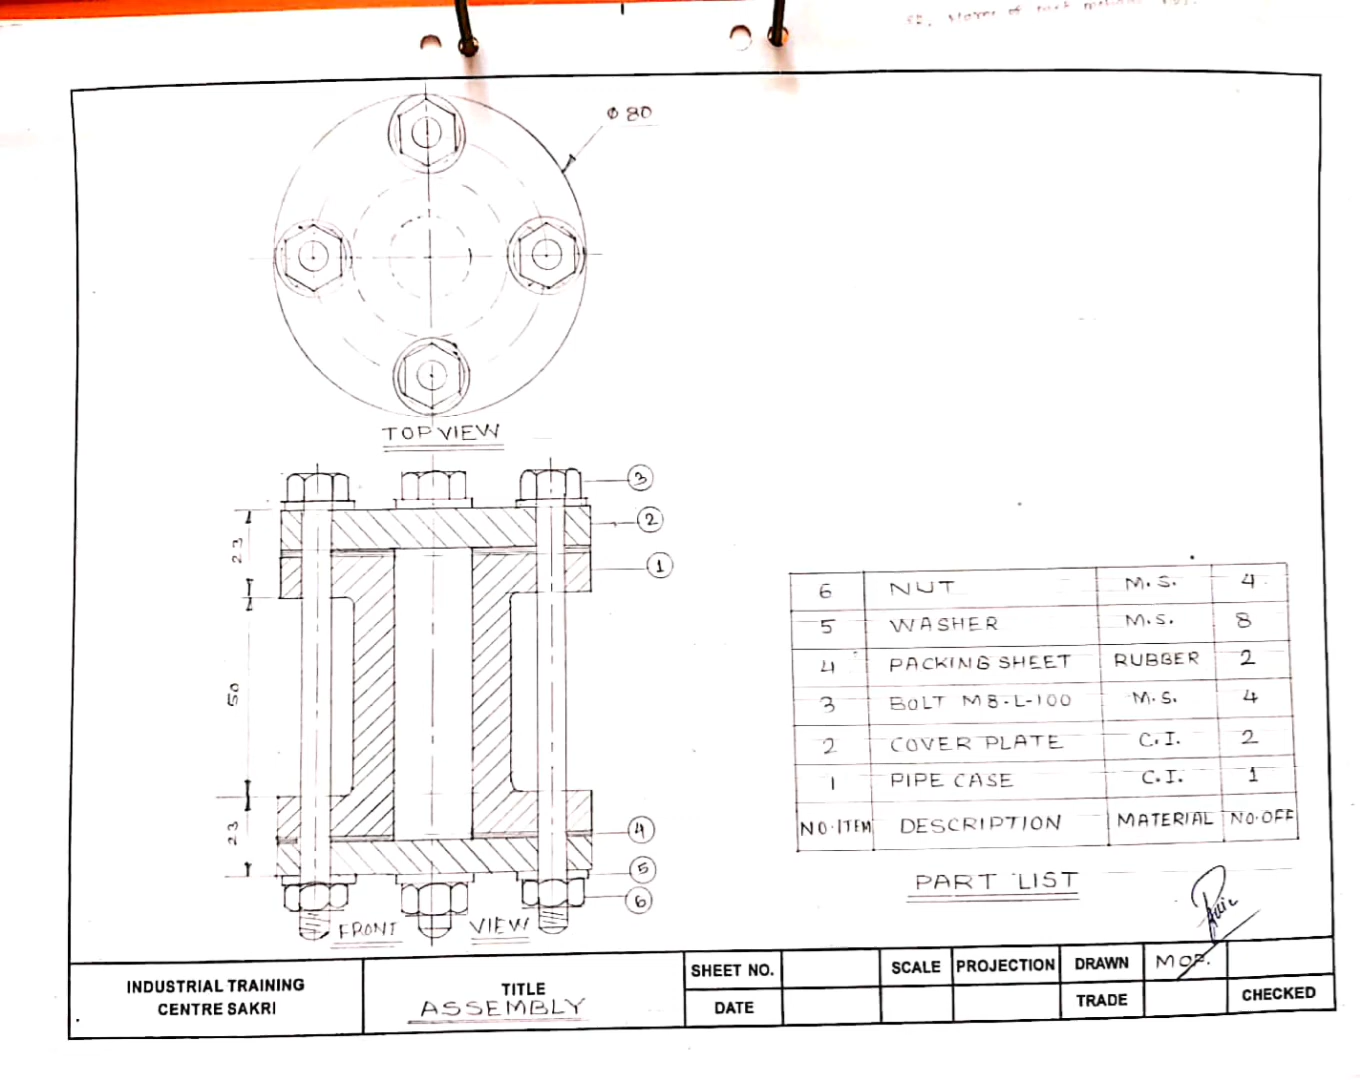 Ø 80
TOP VIEW
3
2
1
23
50
23
4
5
6
FRONT VIEW
6 NUT M.S. 4
5 WASHER M.S. 8
4 PACKING SHEET RUBBER 2
3 BOLT M8-L-100 M.S. 4
2 COVER PLATE C.I. 2
1 PIPE CASE C.I. 1
NO.ITEM DESCRIPTION MATERIAL NO.OFF
PART LIST
INDUSTRIAL TRAINING
CENTRE SAKRI
TITLE
ASSEMBLY
SHEET NO.
DATE
SCALE
PROJECTION
DRAWN
TRADE
CHECKED